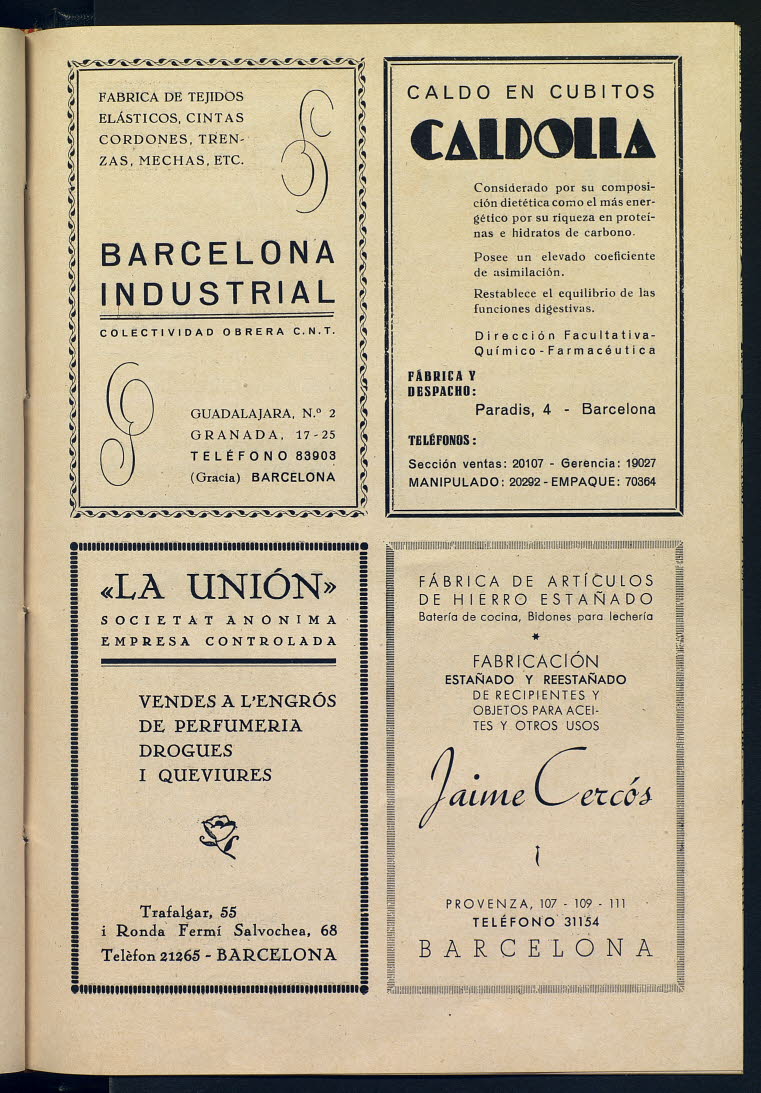 FABRICA DE TEJIDOS
ELÁSTICOS, CINTAS
CORDONES, TREN-
ZAS, MECHAS, ETC.
BARCELONA
INDUSTRIAL
COLECTIVIDAD OBRERA C.N.T.
GUADALAJARA, N.º 2
GRANADA, 17-25
TELÉFONO 83903
(Gracia) BARCELONA
CALDO EN CUBITOS
CALDOLLA
Considerado por su composi-
ción dietética como el más ener-
gético por su riqueza en proteí-
nas e hidratos de carbono.
Posee un elevado coeficiente
de asimilación.
Restablece el equilibrio de las
funciones digestivas.
Dirección Facultativa-
Químico-Farmacéutica
FÁBRICA Y
DESPACHO:
Paradis, 4 - Barcelona
TELÉFONOS:
Sección ventas: 20107 - Gerencia: 19027
MANIPULADO: 20292 - EMPAQUE: 70364
«LA UNIÓN»
SOCIETAT ANÓNIMA
EMPRESA CONTROLADA
VENDES A L'ENGRÓS
DE PERFUMERIA
DROGUES
I QUEVIURES
Trafalgar, 55
i Ronda Fermí Salvochea, 68
Telèfon 21265 - BARCELONA
FÁBRICA DE ARTÍCULOS
DE HIERRO ESTAÑADO
Batería de cocina, Bidones para lechería
*
FABRICACIÓN
ESTAÑADO Y REESTAÑADO
DE RECIPIENTES Y
OBJETOS PARA ACEI-
TES Y OTROS USOS
Jaime Cercós
PROVENZA, 107 - 109 - 111
TELÉFONO 31154
BARCELONA